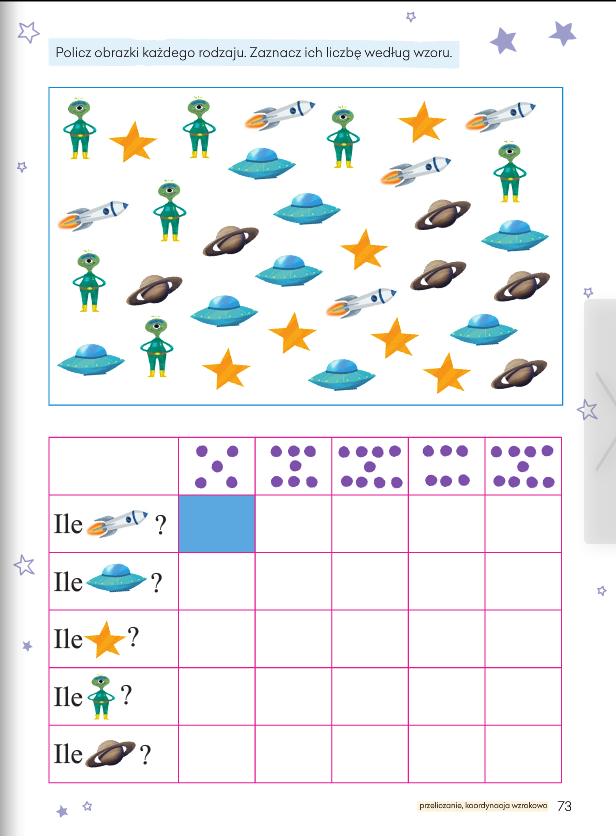 Policz obrazki każdego rodzaju. Zaznacz ich liczbę według wzoru.
Ile ?
Ile ?
Ile ?
Ile ?
Ile ?
przeliczanie, koordynacja wzrokowa 73